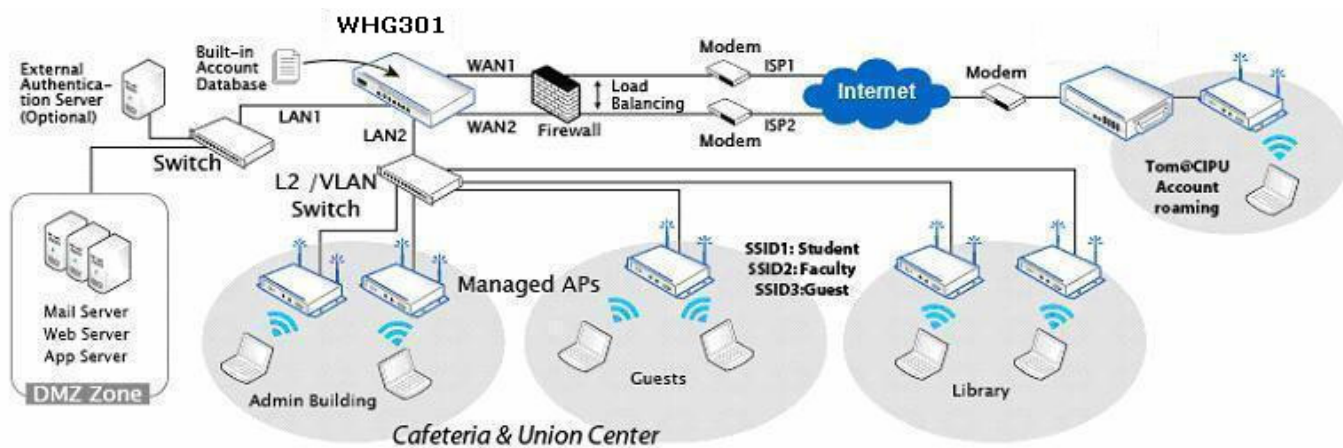 WHG301
External
Authentica-
tion Server
(Optional)
Built-in
Account
Database
WAN1
WAN2
LAN1
LAN2
Firewall
Load
Balancing
Modem
Modem
ISP1
ISP2
Internet
Modem
Switch
L2 /VLAN
Switch
Tom@CIPU
Account
roaming
Mail Server
Web Server
App Server
DMZ Zone
Managed APs
SSID1: Student
SSID2: Faculty
SSID3:Guest
Admin Building
Guests
Library
Cafeteria & Union Center